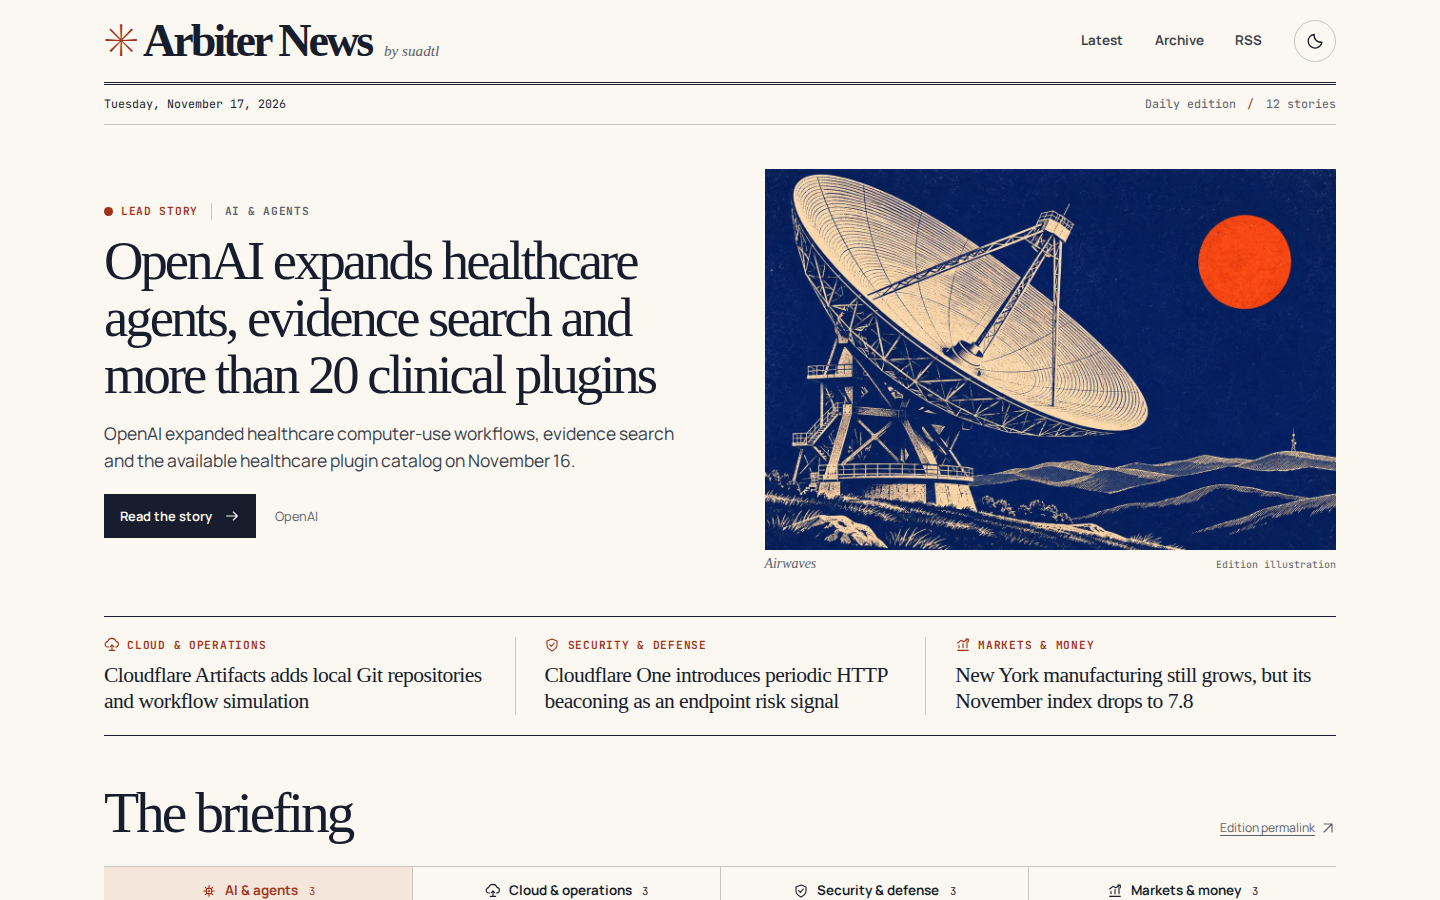 Arbiter News by suadtl
Latest Archive RSS
Tuesday, November 17, 2026
Daily edition / 12 stories
LEAD STORY AI & AGENTS
OpenAI expands healthcare
agents, evidence search and
more than 20 clinical plugins
OpenAI expanded healthcare computer-use workflows, evidence search
and the available healthcare plugin catalog on November 16.
Read the story → OpenAI
Airwaves
Edition illustration
CLOUD & OPERATIONS
Cloudflare Artifacts adds local Git repositories
and workflow simulation
SECURITY & DEFENSE
Cloudflare One introduces periodic HTTP
beaconing as an endpoint risk signal
MARKETS & MONEY
New York manufacturing still grows, but its
November index drops to 7.8
The briefing
Edition permalink
AI & agents 3
Cloud & operations 3
Security & defense 3
Markets & money 3